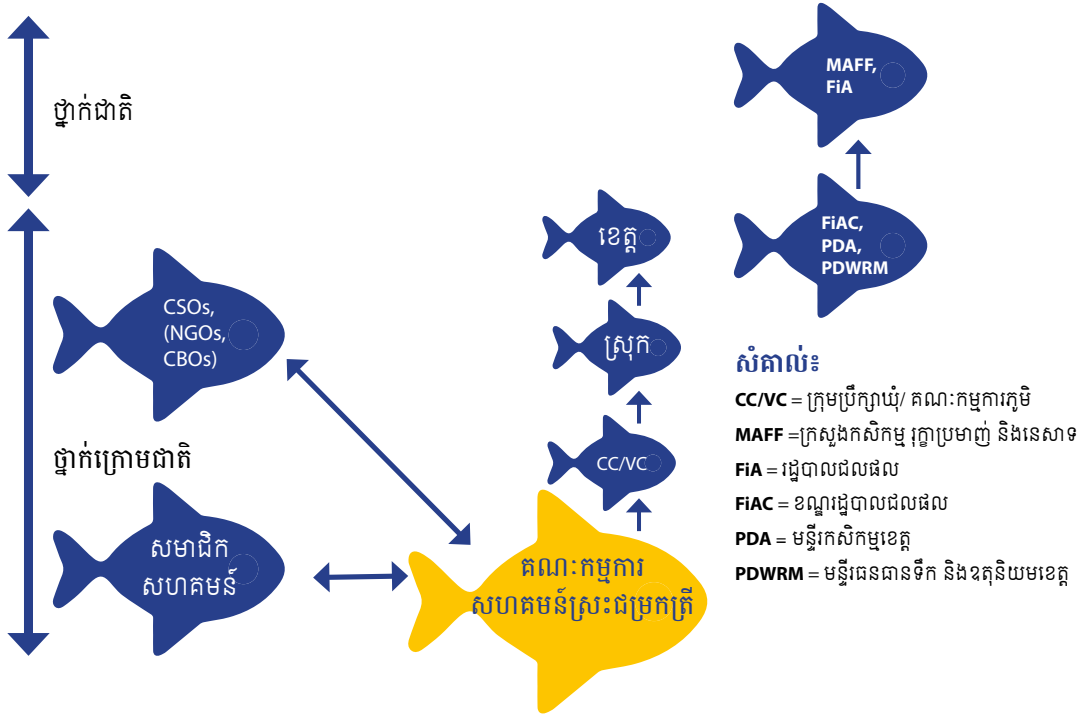 ថ្នាក់ជាតិ
MAFF,
FiA
FiAC,
PDA,
PDWRM
ខេត្ត
ស្រុក
CC/VC
CSOs,
(NGOs,
CBOs)
ថ្នាក់ក្រោមជាតិ
សមាជិក
សហគមន៍
គណៈកម្មការ
សហគមន៍ស្រះជម្រកត្រី
សំគាល់៖
CC/VC = ក្រុមប្រឹក្សាឃុំ/ គណៈកម្មការភូមិ
MAFF =ក្រសួងកសិកម្ម រុក្ខាប្រមាញ់ និងនេសាទ
FiA = រដ្ឋបាលជលផល
FiAC = ខណ្ឌរដ្ឋបាលជលផល
PDA = មន្ទីរកសិកម្មខេត្ត
PDWRM = មន្ទីរធនធានទឹក និងឧតុនិយមខេត្ត